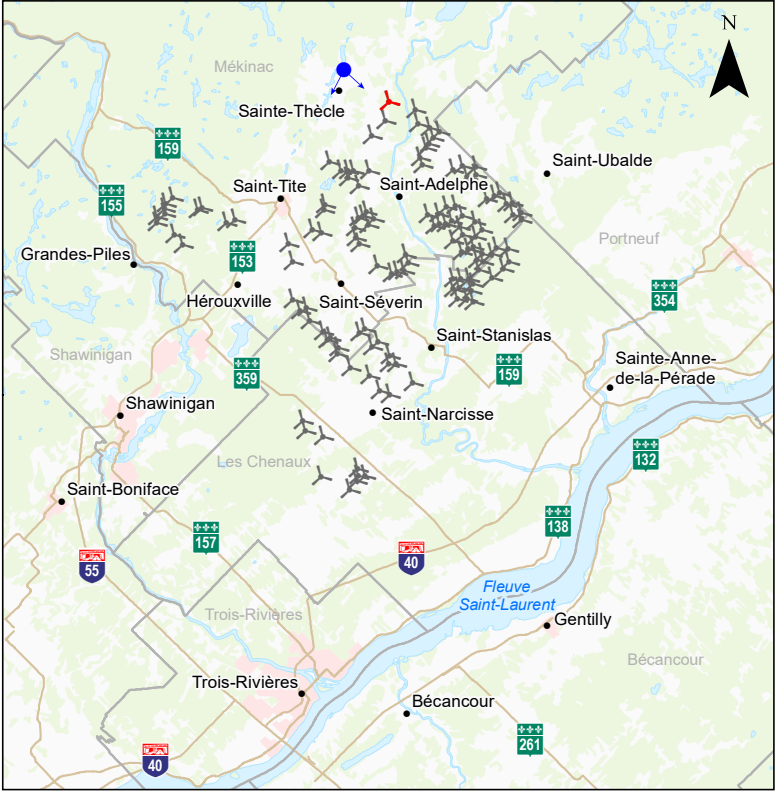 N
Mékinac
Sainte-Thècle
159
Saint-Ubalde
155
Saint-Tite
Saint-Adelphe
Portneuf
Grandes-Piles
153
Hérouxville
Saint-Séverin
354
Saint-Stanislas
Shawinigan
359
159
Sainte-Anne-
de-la-Pérade
Shawinigan
Saint-Narcisse
Les Chenaux
132
Saint-Boniface
138
157
55
40
Fleuve
Saint-Laurent
Trois-Rivières
Gentilly
Bécancour
Trois-Rivières
Bécancour
261
40